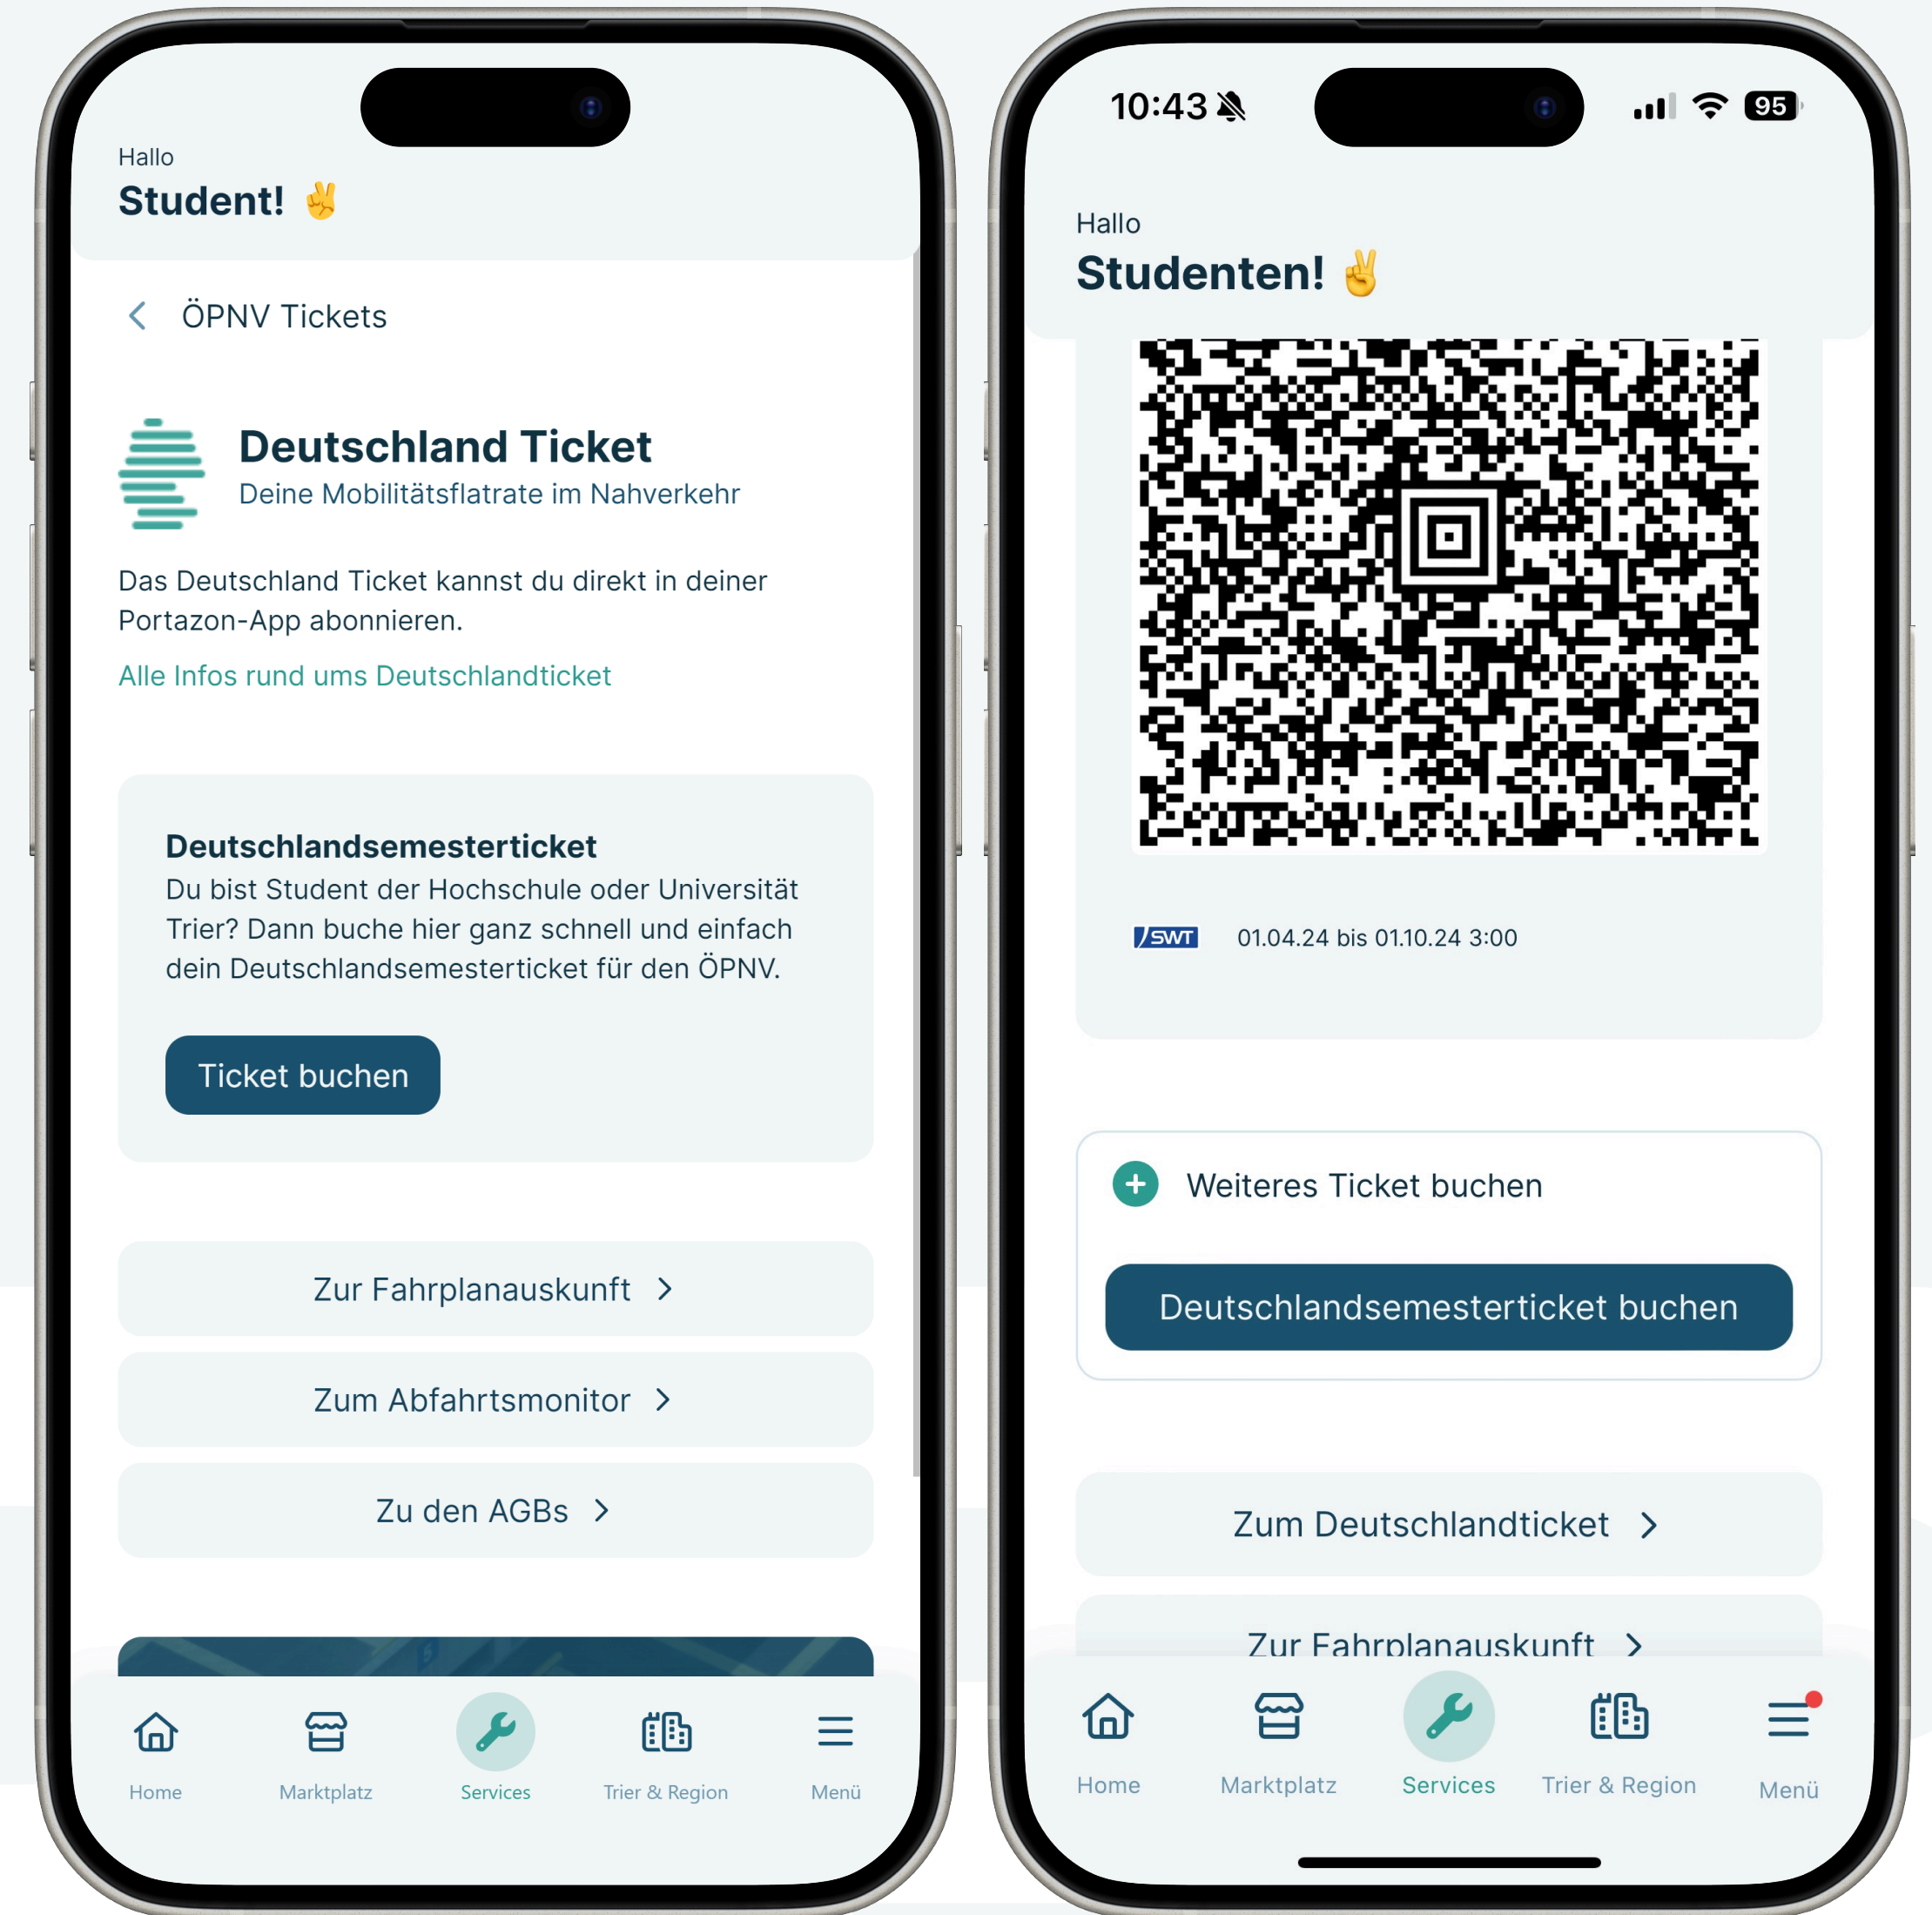 Hallo
Student! ✌️
ÖPNV Tickets
Deutschland Ticket
Deine Mobilitätsflatrate im Nahverkehr
Das Deutschland Ticket kannst du direkt in deiner
Portazon-App abonnieren.
Alle Infos rund ums Deutschlandticket
Deutschlandsemesterticket
Du bist Student der Hochschule oder Universität
Trier? Dann buche hier ganz schnell und einfach
dein Deutschlandsemesterticket für den ÖPNV.
Ticket buchen
Zur Fahrplanauskunft
Zum Abfahrtsmonitor
Zu den AGBs
Home
Marktplatz
Services
Trier & Region
Menü
10:43
95
Hallo
Studenten! ✌️
SWT
01.04.24 bis 01.10.24 3:00
Weiteres Ticket buchen
Deutschlandsemesterticket buchen
Zum Deutschlandticket
Zur Fahrplanauskunft
Home
Marktplatz
Services
Trier & Region
Menü